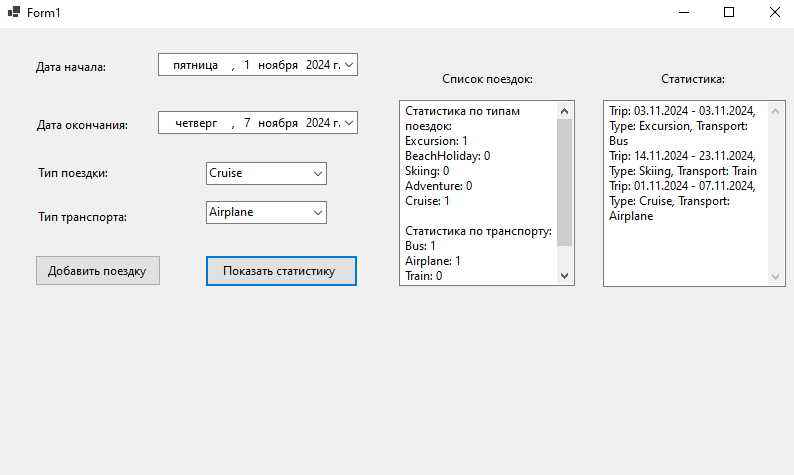 Form1
Дата начала:
пятница , 1 ноября 2024 г.
Дата окончания:
четверг , 7 ноября 2024 г.
Тип поездки:
Cruise
Тип транспорта:
Airplane
Добавить поездку
Показать статистику
Список поездок:
Статистика по типам
поездок:
Excursion: 1
BeachHoliday: 0
Skiing: 0
Adventure: 0
Cruise: 1
Статистика по транспорту:
Bus: 1
Airplane: 1
Train: 0
Статистика:
Trip: 03.11.2024 - 03.11.2024,
Type: Excursion, Transport:
Bus
Trip: 14.11.2024 - 23.11.2024,
Type: Skiing, Transport: Train
Trip: 01.11.2024 - 07.11.2024,
Type: Cruise, Transport:
Airplane